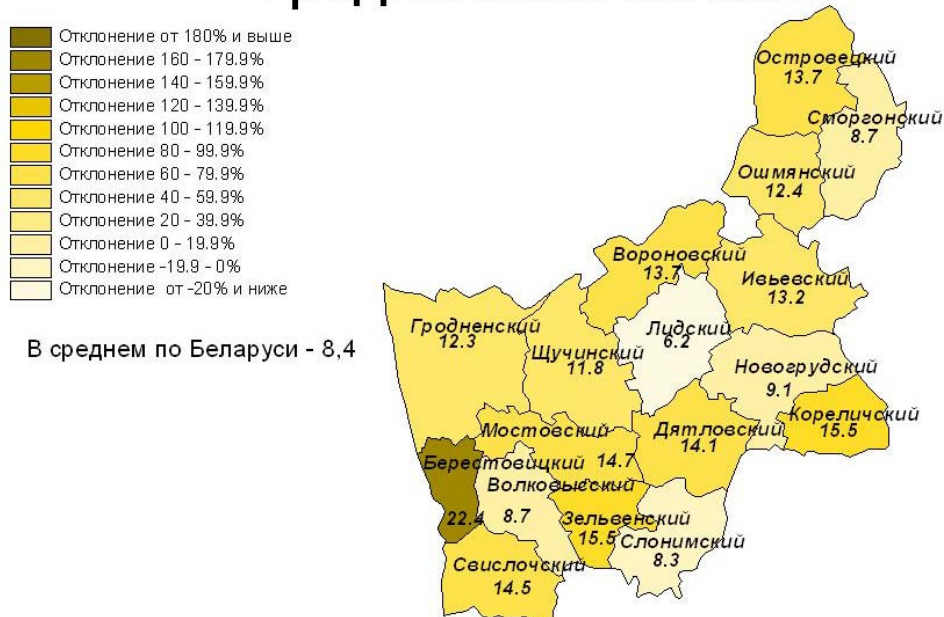 Отклонение от 180% и выше
Отклонение 160 - 179.9%
Отклонение 140 - 159.9%
Отклонение 120 - 139.9%
Отклонение 100 - 119.9%
Отклонение 80 - 99.9%
Отклонение 60 - 79.9%
Отклонение 40 - 59.9%
Отклонение 20 - 39.9%
Отклонение 0 - 19.9%
Отклонение -19.9 - 0%
Отклонение от -20% и ниже
В среднем по Беларуси - 8,4
Островецкий
13.7
Сморгонский
8.7
Ошмянский
12.4
Вороновский
13.7
Ивьевский
13.2
Гродненский
12.3
Щучинский
11.8
Лидский
6.2
Новогрудский
9.1
Кореличский
15.5
Мостовский
14.7
Дятловский
14.1
Берестовицкий
22.4
Волковысский
8.7
Зельвенский
15.5
Слонимский
8.3
Свислочский
14.5